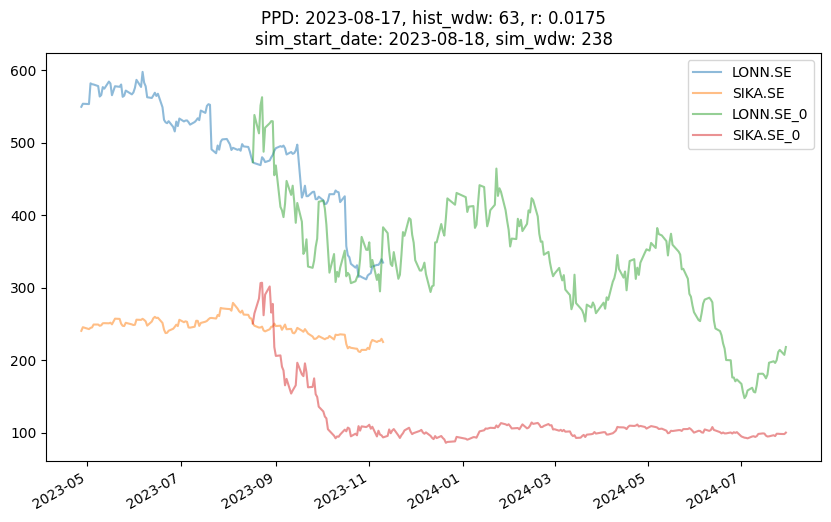 PPD: 2023-08-17, hist_wdw: 63, r: 0.0175
sim_start_date: 2023-08-18, sim_wdw: 238
LONN.SE
SIKA.SE
LONN.SE_0
SIKA.SE_0
600
500
400
300
200
100
2023-05
2023-07
2023-09
2023-11
2024-01
2024-03
2024-05
2024-07